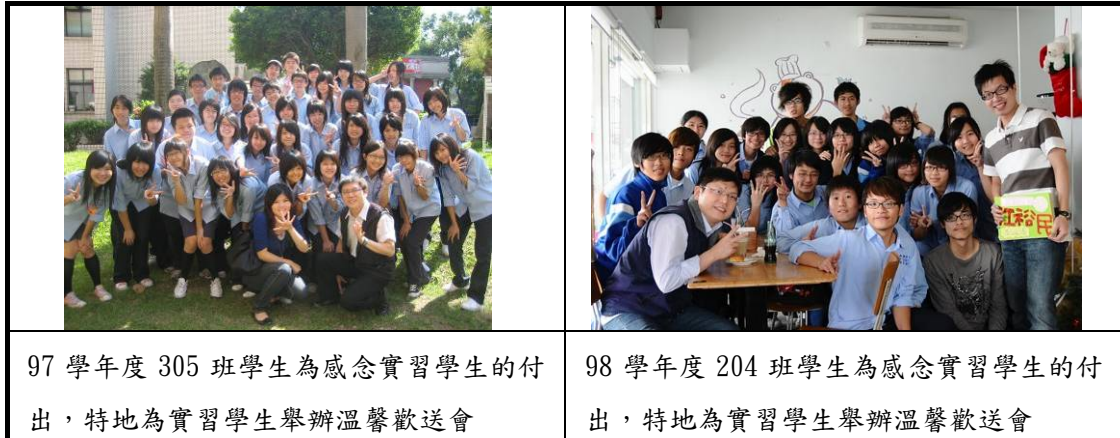 江裕民
97 學年度 305 班學生為感念實習學生的付
出，特地為實習學生舉辦溫馨歡送會
98 學年度 204 班學生為感念實習學生的付
出，特地為實習學生舉辦溫馨歡送會